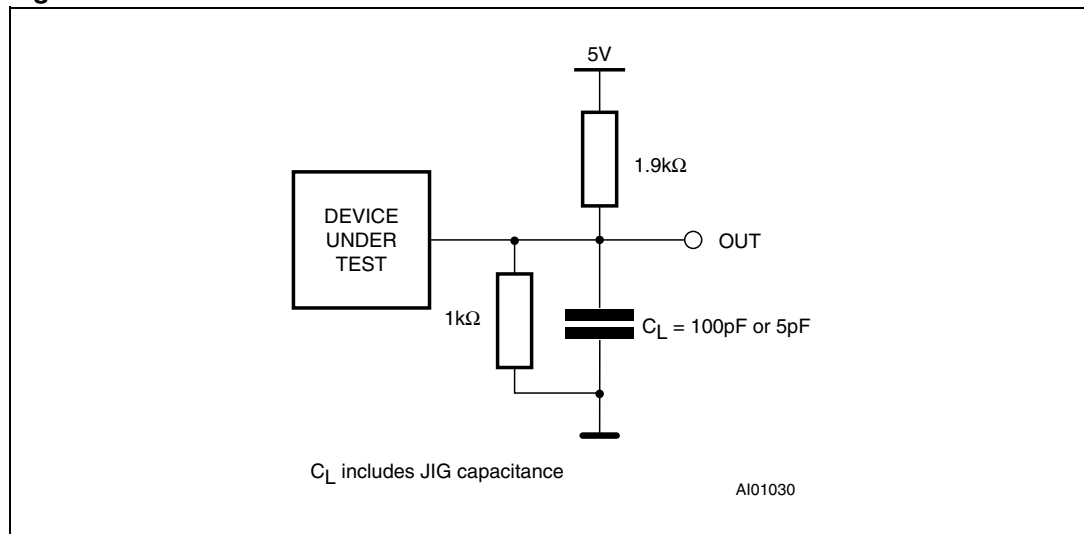 5V
1.9kΩ
DEVICE
UNDER
TEST
OUT
1kΩ
CL = 100pF or 5pF
CL includes JIG capacitance
AI01030